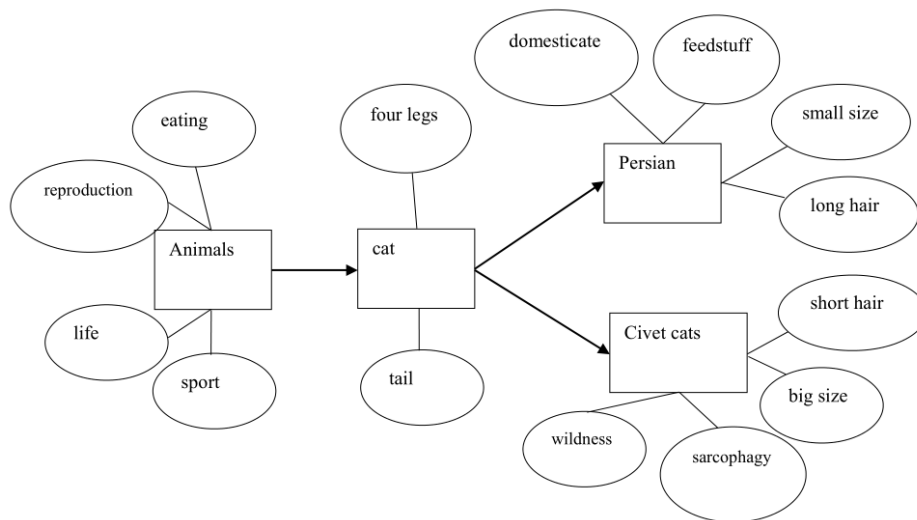 domesticate
feedstuff
eating
four legs
small size
Persian
reproduction
long hair
Animals
cat
short hair
life
Civet cats
sport
tail
big size
wildness
sarcophagy